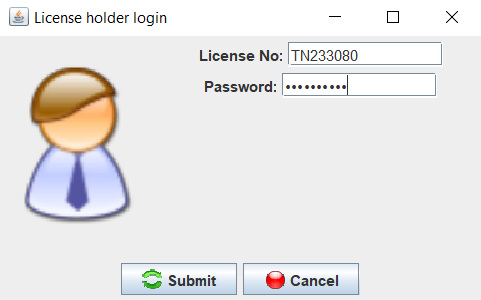 License holder login
License No: TN233080
Password: ••••••••••
Submit Cancel